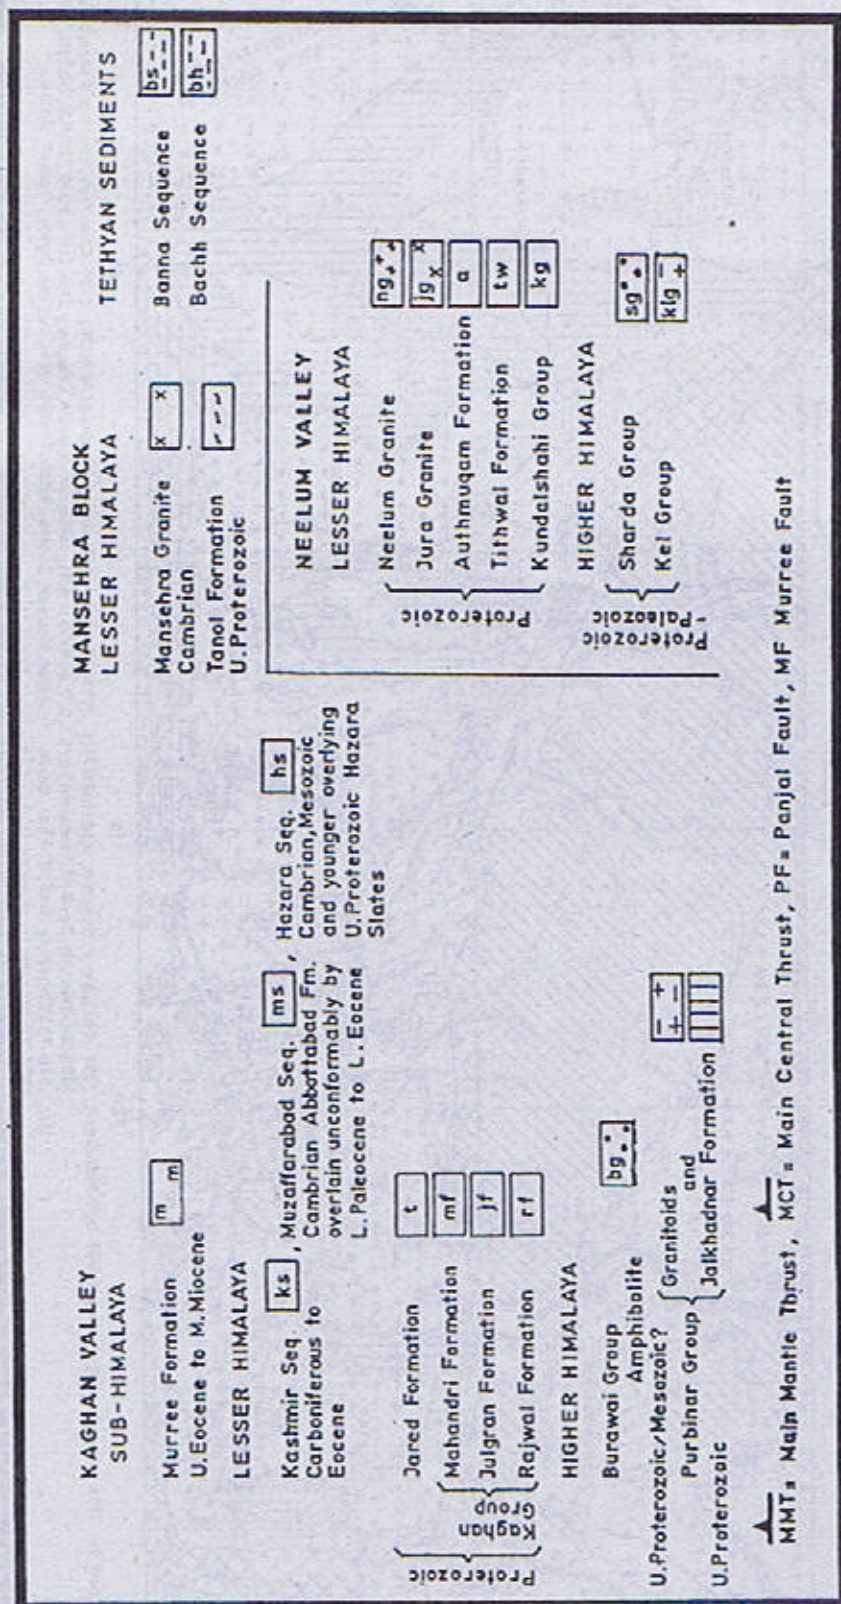 KAGHAN VALLEY
SUB-HIMALAYA
Murree Formation
m m
U. Eocene to M. Miocene
LESSER HIMALAYA
Kashmir Seq. ks ,
Carboniferous to
Eocene
Muzaffarabad Seq. ms ,
Cambrian Abbottabad Fm.
overlain unconformably by
L. Paleocene to L. Eocene
Hazara Seq. hs
Cambrian, Mesozoic
and younger overlying
U. Proterozoic Hazara
Slates
Proterozoic
Jared Formation t
Kaghan
Group
Mahandri Formation mf
Julgran Formation jf
Rajwal Formation rf
HIGHER HIMALAYA
Burawai Group
Amphibolite
bg
U. Proterozoic/Mesozoic?
Purbinar Group
Granitoids
and
Jalkhadnar Formation
U. Proterozoic
MANSEHRA BLOCK
LESSER HIMALAYA
Mansehra Granite x x
Cambrian
Tanol Formation
U. Proterozoic
TETHYAN SEDIMENTS
Banna Sequence bs
Bachh Sequence bh
NEELUM VALLEY
LESSER HIMALAYA
Proterozoic
Neelum Granite ng
Jura Granite jg x x
Authmuqam Formation a
Tithwal Formation tw
Kundalshahi Group kg
HIGHER HIMALAYA
Proterozoic
-Paleozoic
Sharda Group sg
Kel Group klg
MMT= Main Mantle Thrust, MCT= Main Central Thrust, PF= Panjal Fault, MF Murree Fault